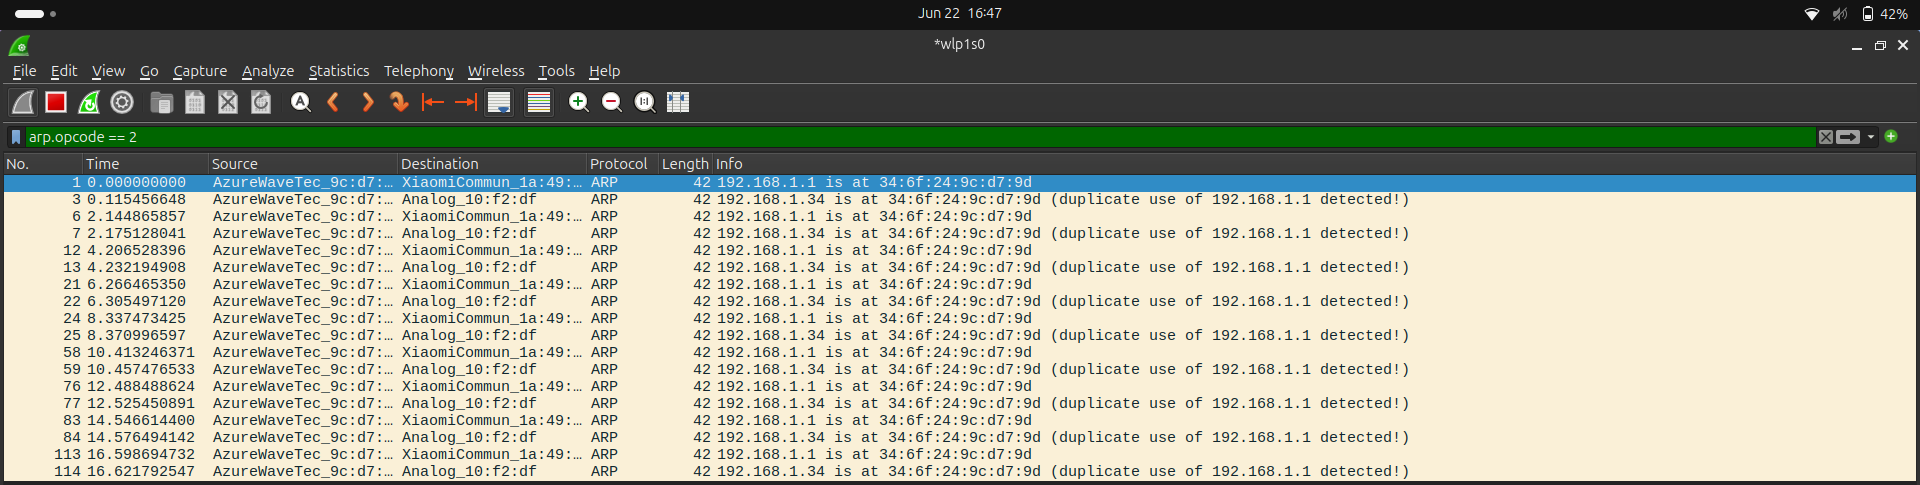 Jun 22 16:47 42%
*wlp1s0
File Edit View Go Capture Analyze Statistics Telephony Wireless Tools Help
arp.opcode == 2
No. Time Source Destination Protocol Length Info
1 0.000000000 AzureWaveTec_9c:d7:… XiaomiCommun_1a:49:… ARP 42 192.168.1.1 is at 34:6f:24:9c:d7:9d
3 0.115456648 AzureWaveTec_9c:d7:… Analog_10:f2:df ARP 42 192.168.1.34 is at 34:6f:24:9c:d7:9d (duplicate use of 192.168.1.1 detected!)
6 2.144865857 AzureWaveTec_9c:d7:… XiaomiCommun_1a:49:… ARP 42 192.168.1.1 is at 34:6f:24:9c:d7:9d
7 2.175128041 AzureWaveTec_9c:d7:… Analog_10:f2:df ARP 42 192.168.1.34 is at 34:6f:24:9c:d7:9d (duplicate use of 192.168.1.1 detected!)
12 4.206528396 AzureWaveTec_9c:d7:… XiaomiCommun_1a:49:… ARP 42 192.168.1.1 is at 34:6f:24:9c:d7:9d
13 4.232194908 AzureWaveTec_9c:d7:… Analog_10:f2:df ARP 42 192.168.1.34 is at 34:6f:24:9c:d7:9d (duplicate use of 192.168.1.1 detected!)
21 6.266465350 AzureWaveTec_9c:d7:… XiaomiCommun_1a:49:… ARP 42 192.168.1.1 is at 34:6f:24:9c:d7:9d
22 6.305497120 AzureWaveTec_9c:d7:… Analog_10:f2:df ARP 42 192.168.1.34 is at 34:6f:24:9c:d7:9d (duplicate use of 192.168.1.1 detected!)
24 8.337473425 AzureWaveTec_9c:d7:… XiaomiCommun_1a:49:… ARP 42 192.168.1.1 is at 34:6f:24:9c:d7:9d
25 8.370996597 AzureWaveTec_9c:d7:… Analog_10:f2:df ARP 42 192.168.1.34 is at 34:6f:24:9c:d7:9d (duplicate use of 192.168.1.1 detected!)
58 10.413246371 AzureWaveTec_9c:d7:… XiaomiCommun_1a:49:… ARP 42 192.168.1.1 is at 34:6f:24:9c:d7:9d
59 10.457476533 AzureWaveTec_9c:d7:… Analog_10:f2:df ARP 42 192.168.1.34 is at 34:6f:24:9c:d7:9d (duplicate use of 192.168.1.1 detected!)
76 12.488488624 AzureWaveTec_9c:d7:… XiaomiCommun_1a:49:… ARP 42 192.168.1.1 is at 34:6f:24:9c:d7:9d
77 12.525450891 AzureWaveTec_9c:d7:… Analog_10:f2:df ARP 42 192.168.1.34 is at 34:6f:24:9c:d7:9d (duplicate use of 192.168.1.1 detected!)
83 14.546614400 AzureWaveTec_9c:d7:… XiaomiCommun_1a:49:… ARP 42 192.168.1.1 is at 34:6f:24:9c:d7:9d
84 14.576494142 AzureWaveTec_9c:d7:… Analog_10:f2:df ARP 42 192.168.1.34 is at 34:6f:24:9c:d7:9d (duplicate use of 192.168.1.1 detected!)
113 16.598694732 AzureWaveTec_9c:d7:… XiaomiCommun_1a:49:… ARP 42 192.168.1.1 is at 34:6f:24:9c:d7:9d
114 16.621792547 AzureWaveTec_9c:d7:… Analog_10:f2:df ARP 42 192.168.1.34 is at 34:6f:24:9c:d7:9d (duplicate use of 192.168.1.1 detected!)